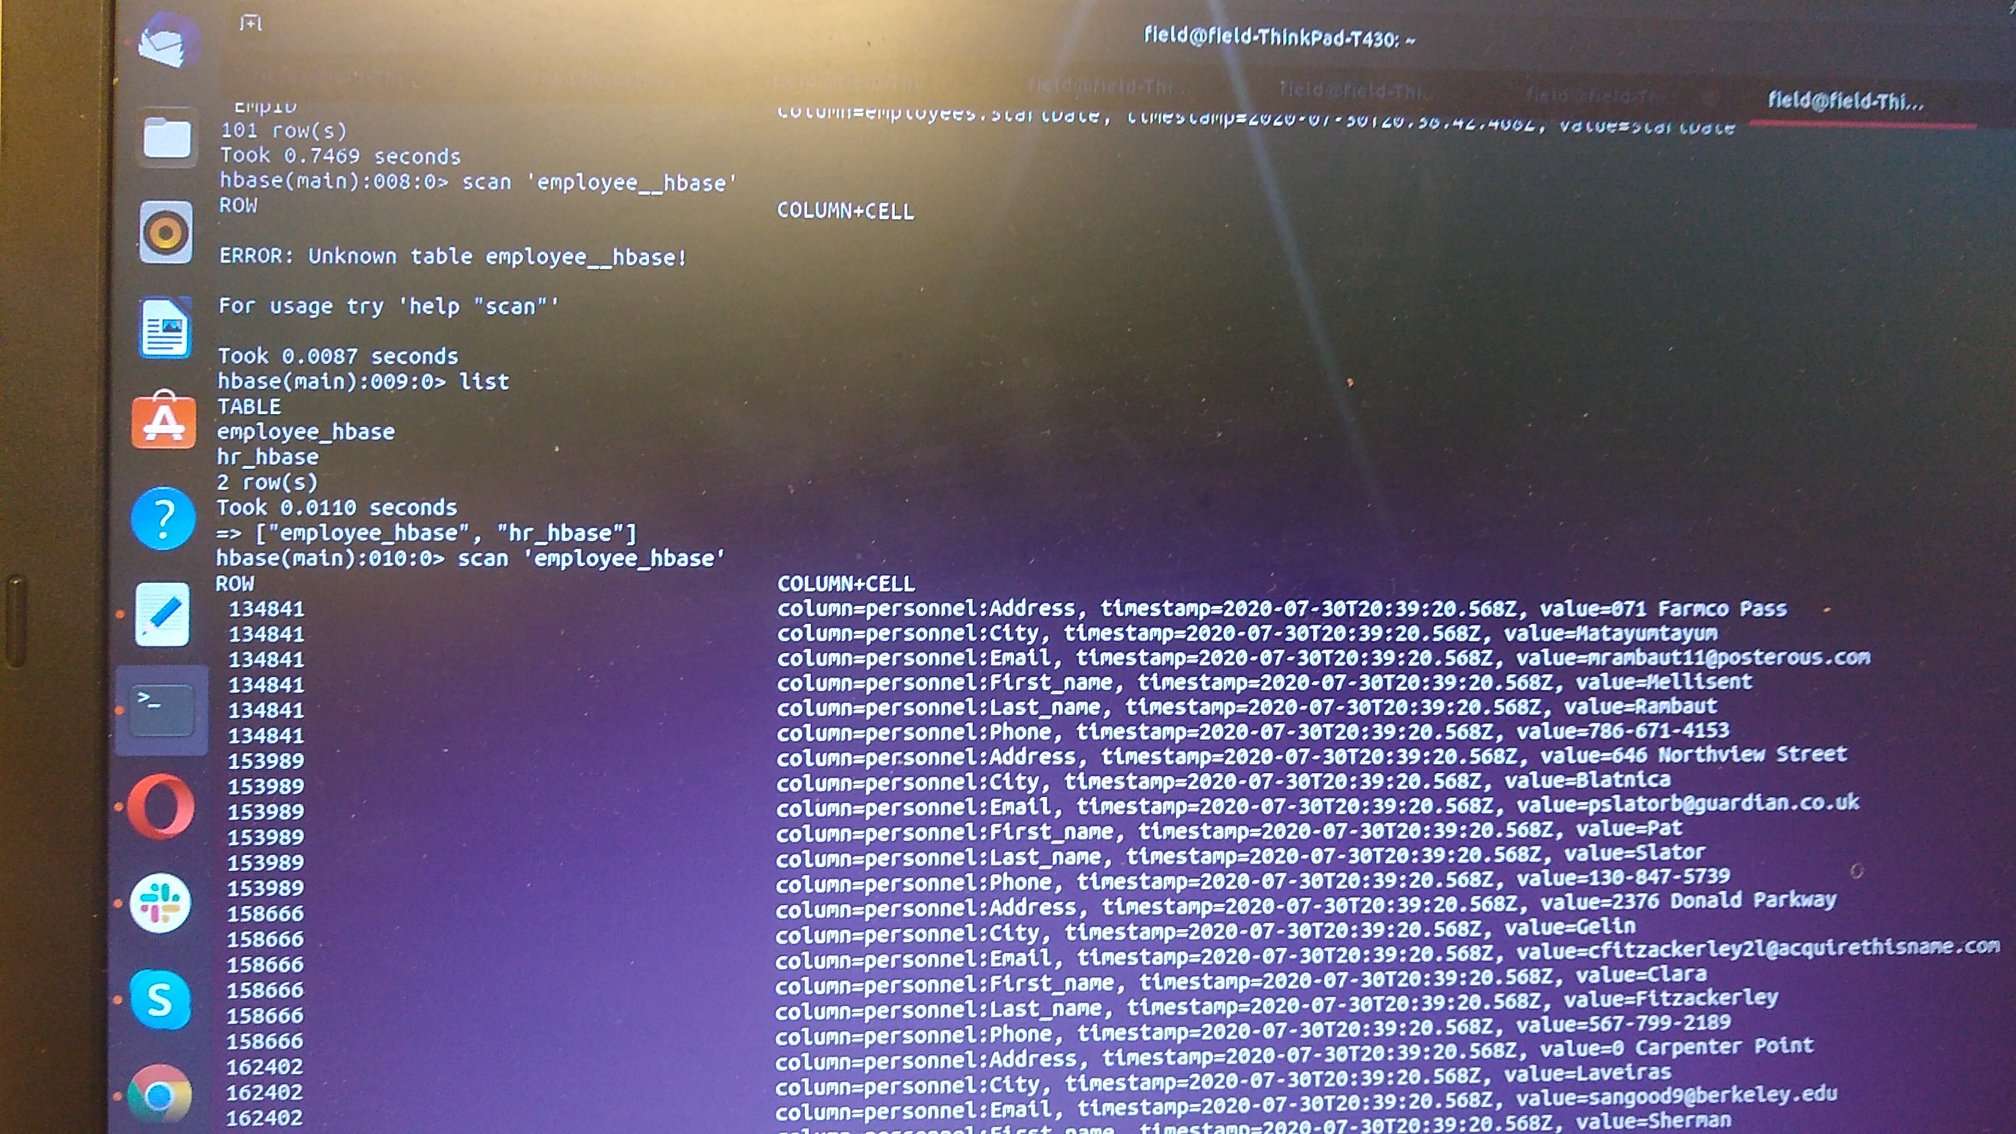 field@field-ThinkPad-T430: ~
field@field-Thi... field@field-Thi... field@field-Thi... field@field-Thi...
EmpID column=employees:StartDate, timestamp=2020-07-30T20:38:42.408Z, value=StartDate
101 row(s)
Took 0.7469 seconds
hbase(main):008:0> scan 'employee__hbase'
ROW COLUMN+CELL
ERROR: Unknown table employee__hbase!
For usage try 'help "scan"'
Took 0.0087 seconds
hbase(main):009:0> list
TABLE
employee_hbase
hr_hbase
2 row(s)
Took 0.0110 seconds
=> ["employee_hbase", "hr_hbase"]
hbase(main):010:0> scan 'employee_hbase'
ROW COLUMN+CELL
134841 column=personnel:Address, timestamp=2020-07-30T20:39:20.568Z, value=071 Farmco Pass
134841 column=personnel:City, timestamp=2020-07-30T20:39:20.568Z, value=Matayumtayum
134841 column=personnel:Email, timestamp=2020-07-30T20:39:20.568Z, value=mrambaut11@posterous.com
134841 column=personnel:First_name, timestamp=2020-07-30T20:39:20.568Z, value=Mellisent
134841 column=personnel:Last_name, timestamp=2020-07-30T20:39:20.568Z, value=Rambaut
134841 column=personnel:Phone, timestamp=2020-07-30T20:39:20.568Z, value=786-671-4153
153989 column=personnel:Address, timestamp=2020-07-30T20:39:20.568Z, value=646 Northview Street
153989 column=personnel:City, timestamp=2020-07-30T20:39:20.568Z, value=Blatnica
153989 column=personnel:Email, timestamp=2020-07-30T20:39:20.568Z, value=pslatorb@guardian.co.uk
153989 column=personnel:First_name, timestamp=2020-07-30T20:39:20.568Z, value=Pat
153989 column=personnel:Last_name, timestamp=2020-07-30T20:39:20.568Z, value=Slator
153989 column=personnel:Phone, timestamp=2020-07-30T20:39:20.568Z, value=130-847-5739
158666 column=personnel:Address, timestamp=2020-07-30T20:39:20.568Z, value=2376 Donald Parkway
158666 column=personnel:City, timestamp=2020-07-30T20:39:20.568Z, value=Gelin
158666 column=personnel:Email, timestamp=2020-07-30T20:39:20.568Z, value=cfitzackerley2l@acquirethisname.com
158666 column=personnel:First_name, timestamp=2020-07-30T20:39:20.568Z, value=Clara
158666 column=personnel:Last_name, timestamp=2020-07-30T20:39:20.568Z, value=Fitzackerley
158666 column=personnel:Phone, timestamp=2020-07-30T20:39:20.568Z, value=567-799-2189
162402 column=personnel:Address, timestamp=2020-07-30T20:39:20.568Z, value=0 Carpenter Point
162402 column=personnel:City, timestamp=2020-07-30T20:39:20.568Z, value=Laveiras
162402 column=personnel:Email, timestamp=2020-07-30T20:39:20.568Z, value=sangood9@berkeley.edu
column=personnel:First_name, timestamp=2020-07-30T20:39:20.568Z, value=Sherman